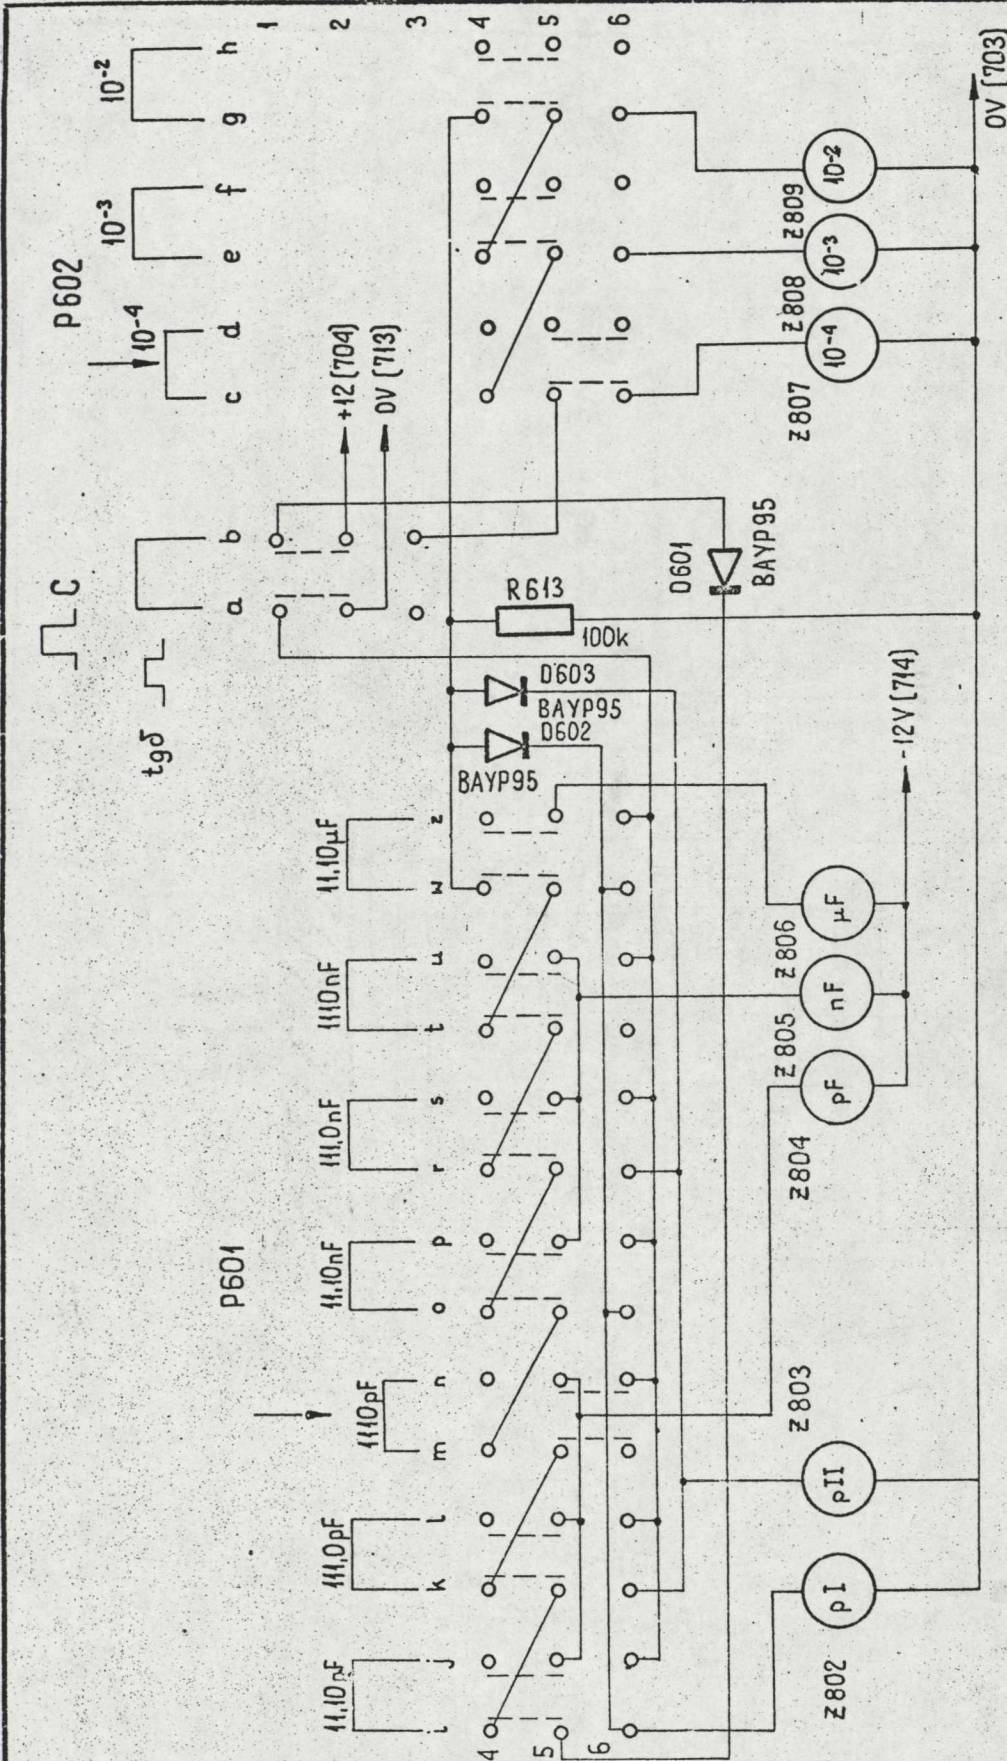 P601
P602
11,10nF
111,0pF
1110pF
11,10nF
111,0nF
1110nF
11,10µF
tgδ
C
10-4
10-3
10-2
i j k l m n o p r s t u w z a b c d e f g h
1
2
3
4
5
6
4
5
6
+12 [704]
0V [713]
BAYP95
D602
BAYP95
D603
R613
100k
D601
BAYP95
Z802
pI
Z803
pII
Z804
pF
Z805
nF
Z806
µF
-12V [714]
Z807
10-4
Z808
10-3
Z809
10-2
0V [703]